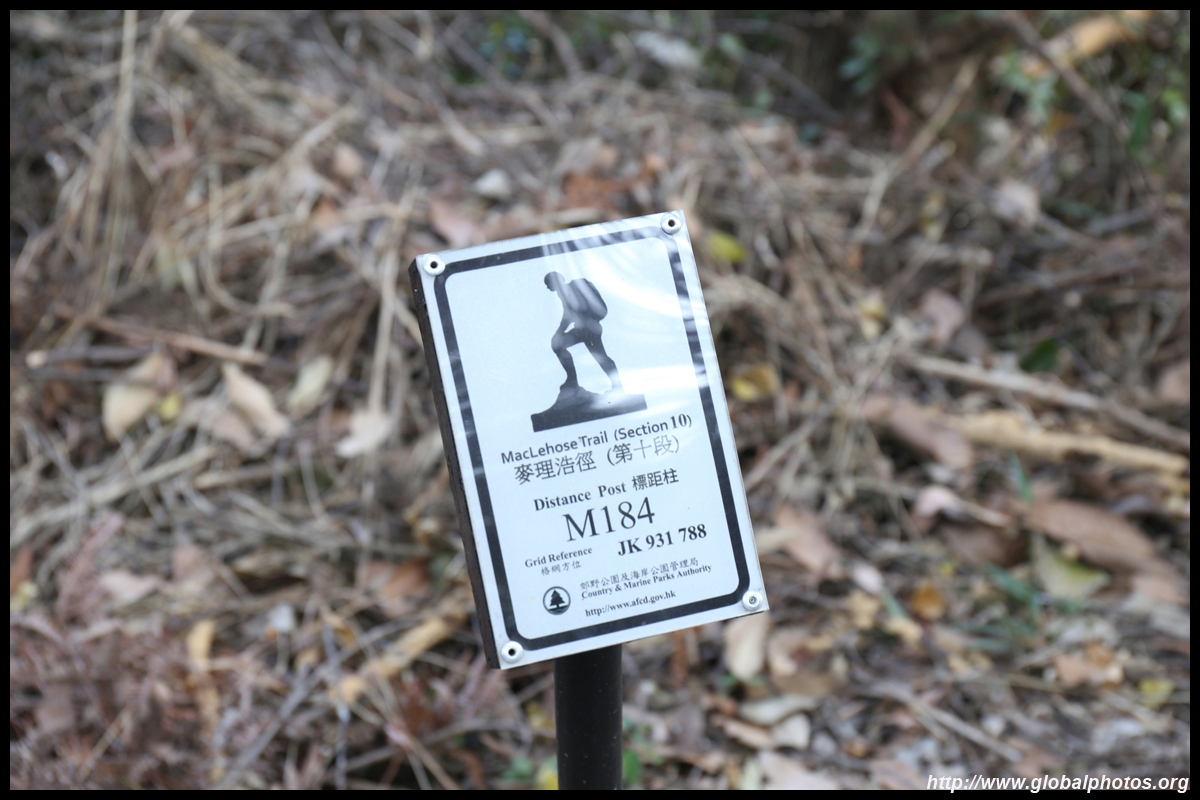 MacLehose Trail (Section 10)
麥理浩徑 (第十段)
Distance Post 標距柱
M184
Grid Reference JK 931 788
格網方位
郊野公園及海岸公園管理局
Country & Marine Parks Authority
http://www.afcd.gov.hk
http://www.globalphotos.org